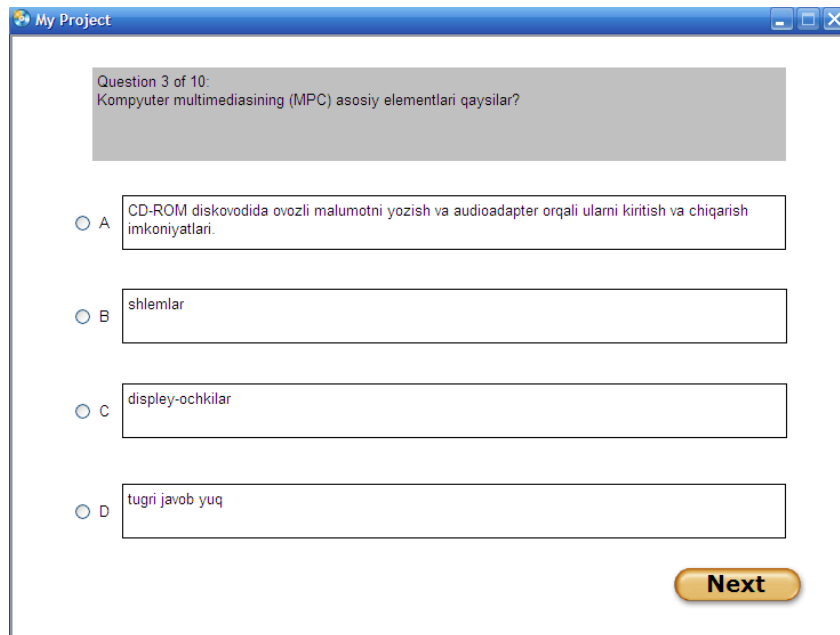 My Project
Question 3 of 10:
Kompyuter multimediasining (MPC) asosiy elementlari qaysilar?
A
CD-ROM diskovodida ovozli malumotni yozish va audioadapter orqali ularni kiritish va chiqarish
imkoniyatlari.
B
shlemlar
C
displey-ochkilar
D
tugri javob yuq
Next